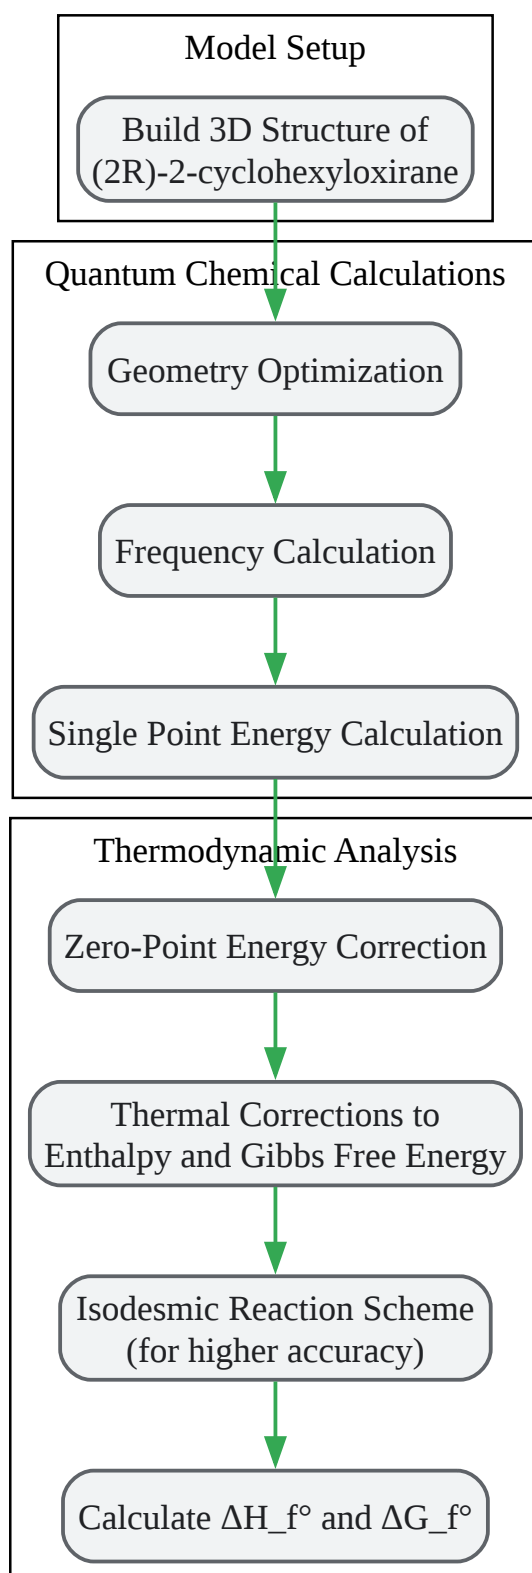 Model Setup
Build 3D Structure of
(2R)-2-cyclohexyloxirane
Quantum Chemical Calculations
Geometry Optimization
Frequency Calculation
Single Point Energy Calculation
Thermodynamic Analysis
Zero-Point Energy Correction
Thermal Corrections to
Enthalpy and Gibbs Free Energy
Isodesmic Reaction Scheme
(for higher accuracy)
Calculate ΔH_f° and ΔG_f°